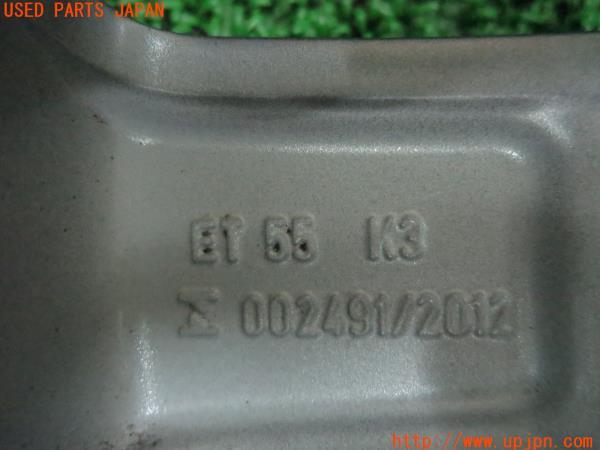 USED PARTS JAPAN
ET 55 K3
002491/2012
http://www.upjpn.com/